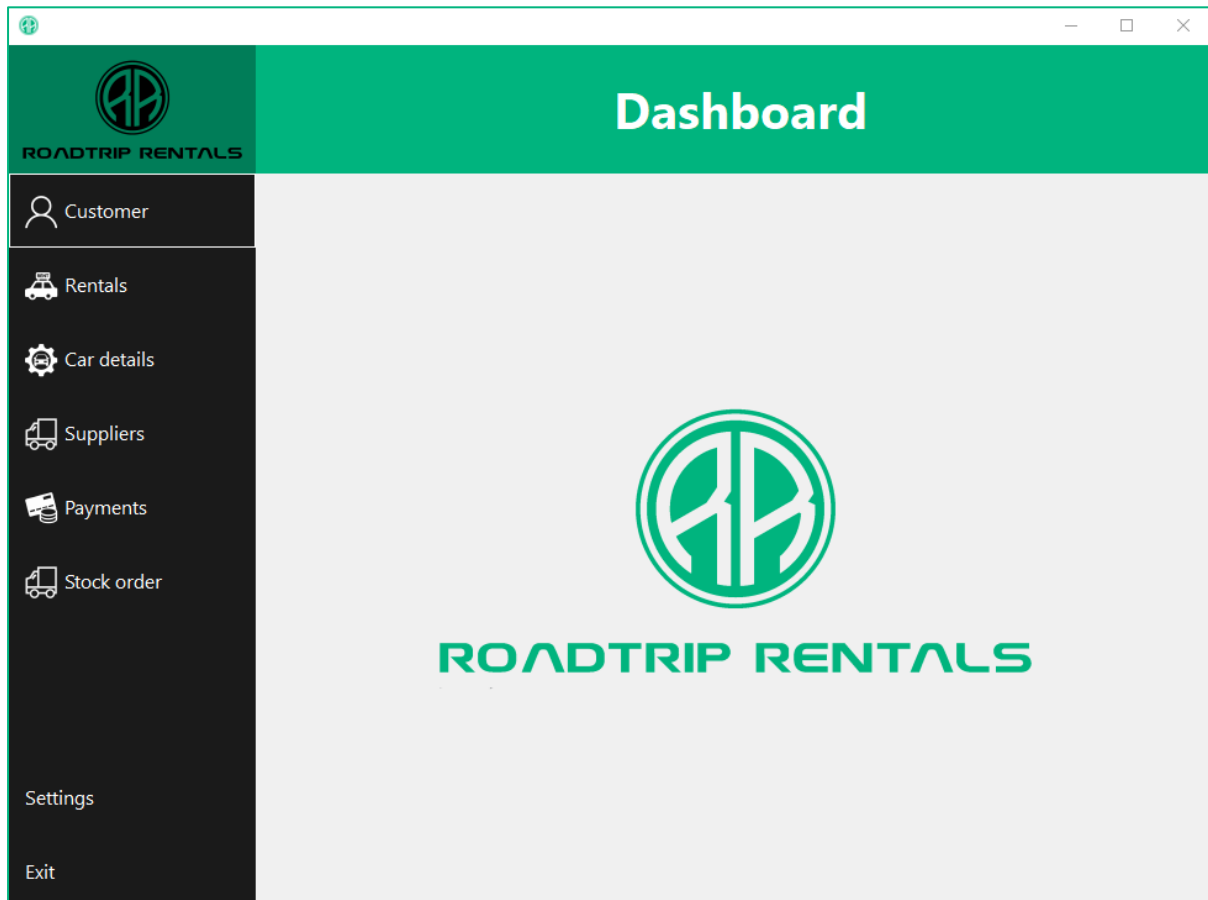 Dashboard
ROADTRIP RENTALS
Customer
Rentals
Car details
Suppliers
Payments
Stock order
ROADTRIP RENTALS
Settings
Exit